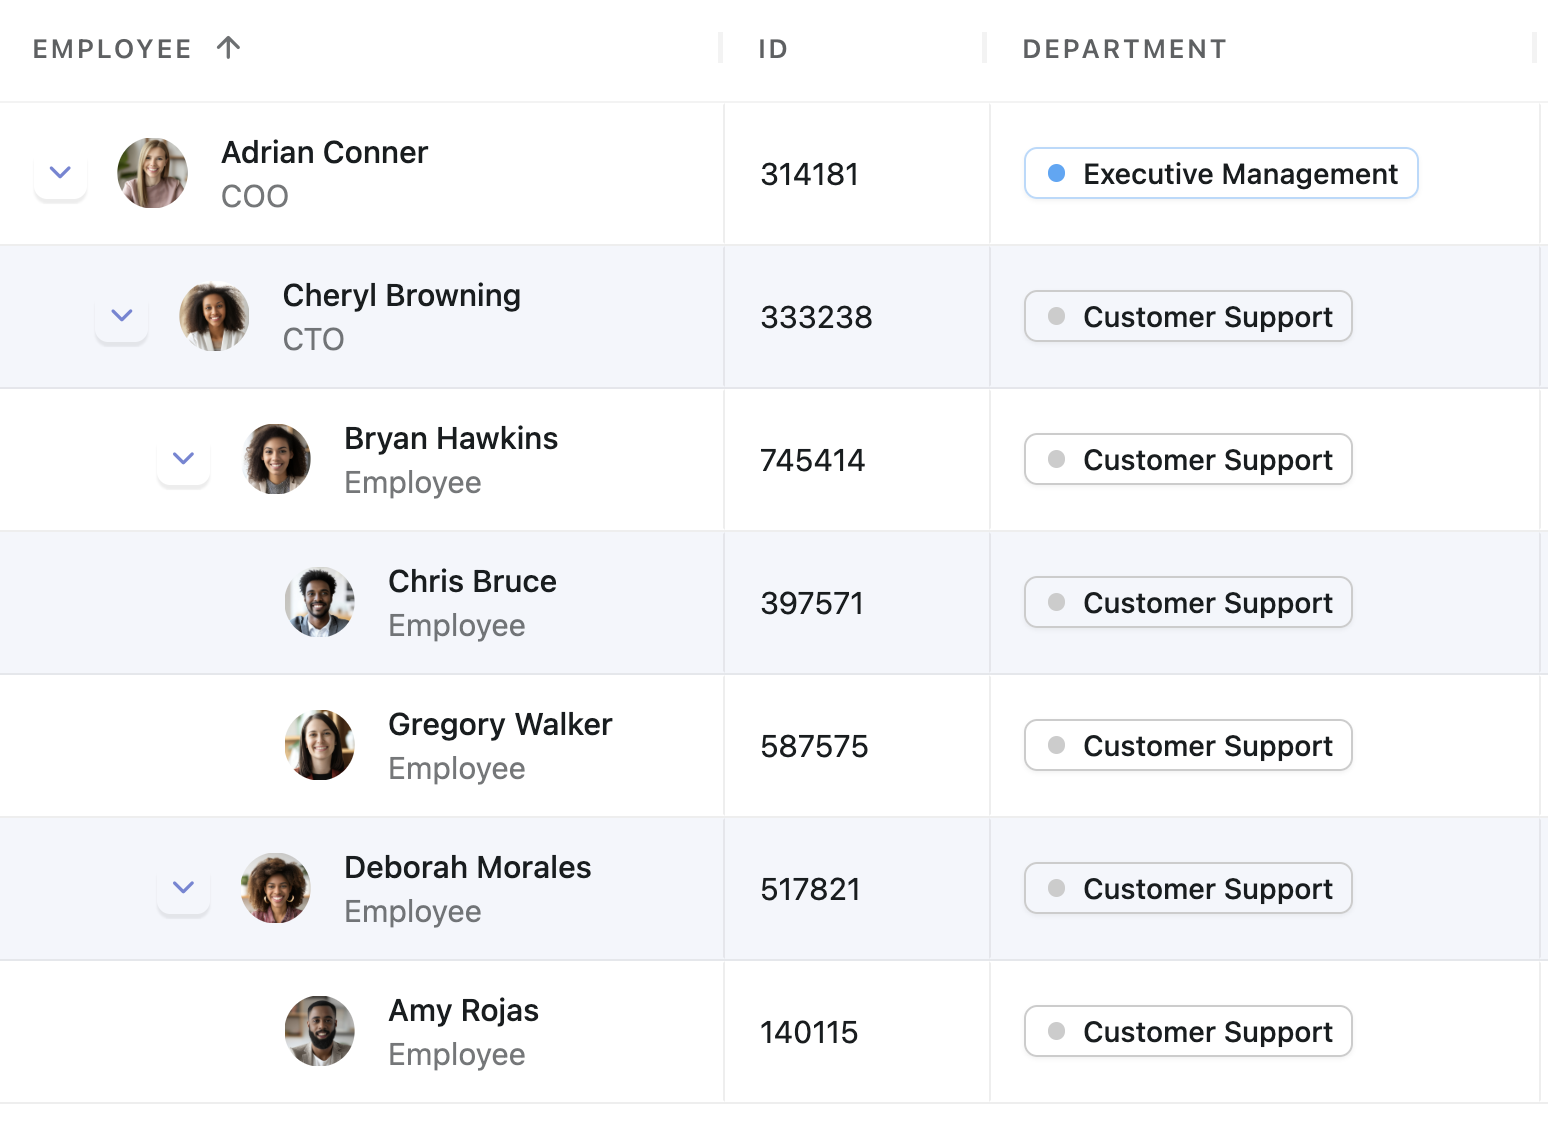 EMPLOYEE ID DEPARTMENT
Adrian Conner
COO
314181
Executive Management
Cheryl Browning
CTO
333238
Customer Support
Bryan Hawkins
Employee
745414
Customer Support
Chris Bruce
Employee
397571
Customer Support
Gregory Walker
Employee
587575
Customer Support
Deborah Morales
Employee
517821
Customer Support
Amy Rojas
Employee
140115
Customer Support